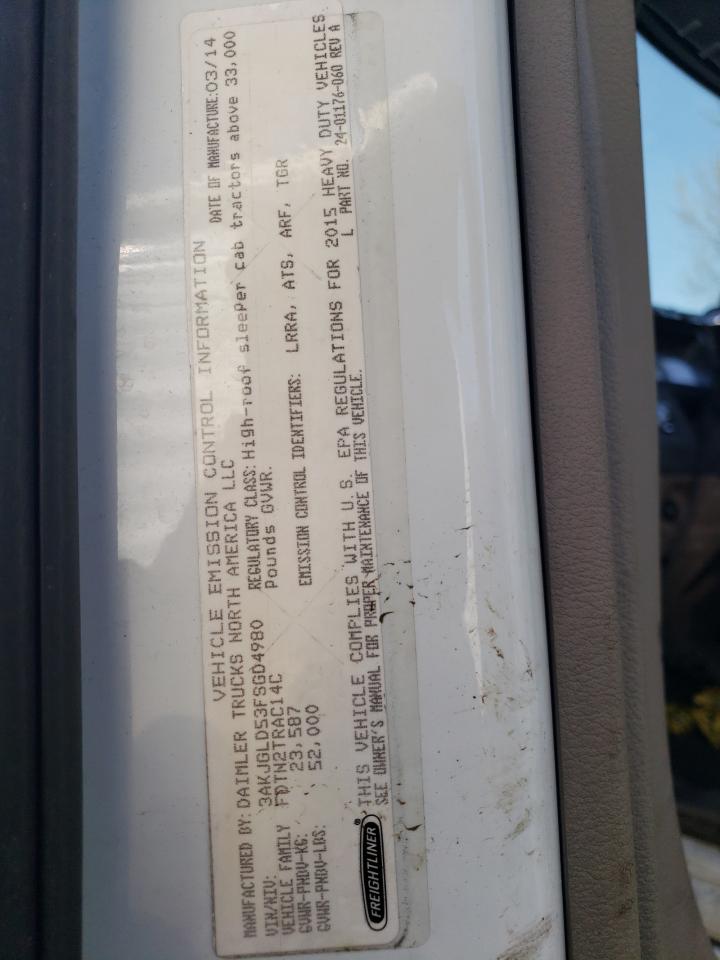 VEHICLE EMISSION CONTROL INFORMATION
MANUFACTURED BY: DAIMLER TRUCKS NORTH AMERICA LLC DATE OF MANUFACTURE: 03/14
VIN/NIV: 3AKJGLD53FSGD4980 REGULATORY CLASS: High-roof sleeper cab tractors above 33,000
VEHICLE FAMILY FDTN2TRAC14C Pounds GVWR.
GVWR-PNBV-KG: 23,587 EMISSION CONTROL IDENTIFIERS: LRRA, ATS, ARF, TGR
GVWR-PNBV-LBS: 52,000
THIS VEHICLE COMPLIES WITH U.S. EPA REGULATIONS FOR 2015 HEAVY DUTY VEHICLES
SEE OWNER'S MANUAL FOR PROPER MAINTENANCE OF THIS VEHICLE. L PART NO. 24-01176-060 REV A
FREIGHTLINER®